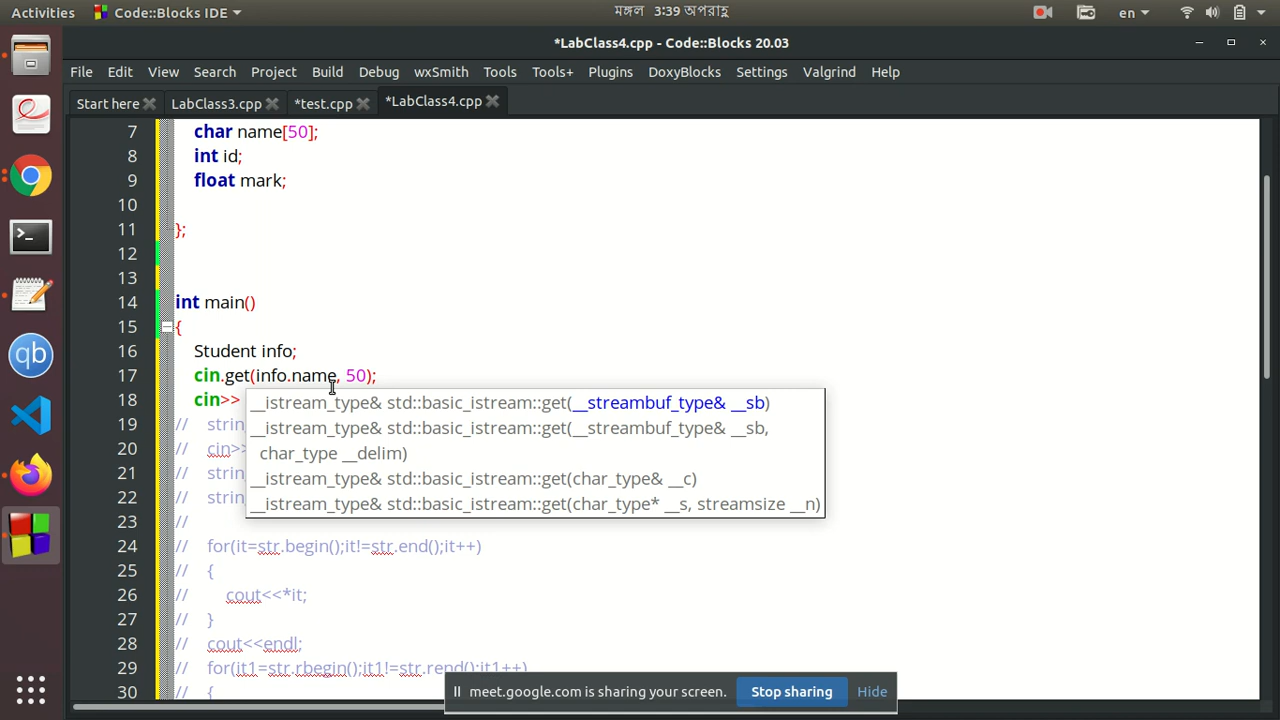 Activities Code::Blocks IDE মঙ্গল 3:39 অপরাহ্ণ en
*LabClass4.cpp - Code::Blocks 20.03
File Edit View Search Project Build Debug wxSmith Tools Tools+ Plugins DoxyBlocks Settings Valgrind Help
Start here LabClass3.cpp *test.cpp *LabClass4.cpp
7 char name[50];
8 int id;
9 float mark;
10
11 };
12
13
14 int main()
15 {
16 Student info;
17 cin.get(info.name, 50);
18 cin>>
__istream_type& std::basic_istream::get(__streambuf_type& __sb)
__istream_type& std::basic_istream::get(__streambuf_type& __sb,
char_type __delim)
__istream_type& std::basic_istream::get(char_type& __c)
__istream_type& std::basic_istream::get(char_type* __s, streamsize __n)
19 // strin
20 // cin>>
21 // strin
22 // strin
23 //
24 // for(it=str.begin();it!=str.end();it++)
25 // {
26 // cout<<*it;
27 // }
28 // cout<<endl;
29 // for(it1=str.rbegin();it1!=str.rend();it1++)
30 // {
meet.google.com is sharing your screen. Stop sharing Hide